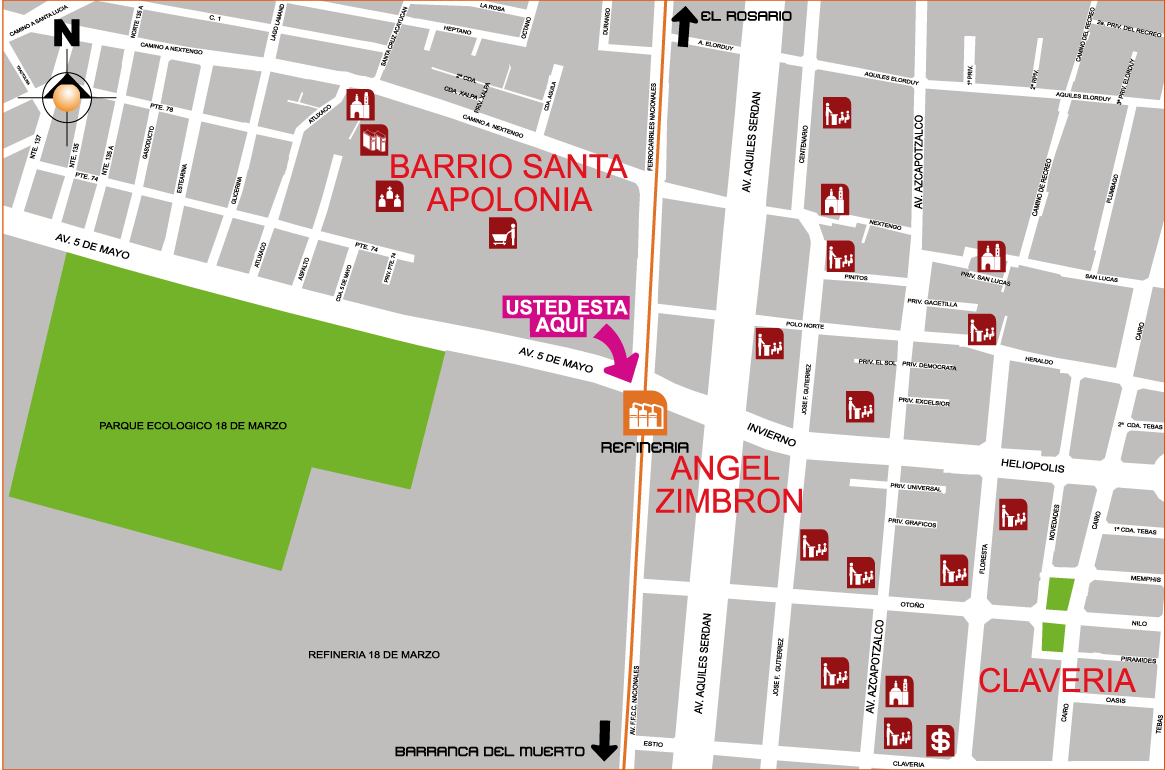 CAMINO A SANTA LUCIA
NORTE 135 A
C. 1
LAGO LAMAND
SANTA CRUZ ACAYUCAN
LA ROSA
OCTANO
DURANGO
EL ROSARIO
2a. PRIV. DEL RECREO
N
CAMINO A NEXTENGO
HEPTANO
A. ELORDUY
CAMINO DEL RECREO
2ª CDA.
CDA. XALPA
PRIV. XALPA
CDA. AQUILA
FERROCARRILES NACIONALES
AQUILES ELORDUY
1ª PRIV.
2ª PRIV.
3ª PRIV. ELORDUY
AQUILES ELORDUY
PTE. 78
ATLIXACO
CAMINO A NEXTENGO
AV. AQUILES SERDAN
CENTENARIO
AV. AZCAPOTZALCO
NTE. 137
NTE. 135
NTE. 135 A
GASODUCTO
ESTEARINA
GLICERINA
BARRIO SANTA
APOLONIA
CAMINO DE RECREO
PLUMBAGO
PTE. 74
NEXTENGO
AV. 5 DE MAYO
ATLIXACO
ASFALTO
CDA. 5 DE MAYO
PTE. 74
PRIV. PTE. 74
PINITOS
PRIV. SAN LUCAS
SAN LUCAS
USTED ESTA
AQUI
PRIV. GACETILLA
POLO NORTE
CAIRO
AV. 5 DE MAYO
JOSE F. GUTIERREZ
PRIV. EL SOL
PRIV. DEMOCRATA
HERALDO
PRIV. EXCELSIOR
PARQUE ECOLOGICO 18 DE MARZO
INVIERNO
2ª CDA. TEBAS
REFINERIA
ANGEL
ZIMBRON
HELIOPOLIS
PRIV. UNIVERSAL
PRIV. GRAFICOS
NOVEDADES
CAIRO
1ª CDA. TEBAS
FLORESTA
MEMPHIS
OTOÑO
NILO
REFINERIA 18 DE MARZO
AV. AQUILES SERDAN
JOSE F. GUTIERREZ
AV. AZCAPOTZALCO
PIRAMIDES
CLAVERIA
AV. F.F.C.C. NACIONALES
OASIS
CAIRO
TEBAS
BARRANCA DEL MUERTO
ESTIO
$
CLAVERIA